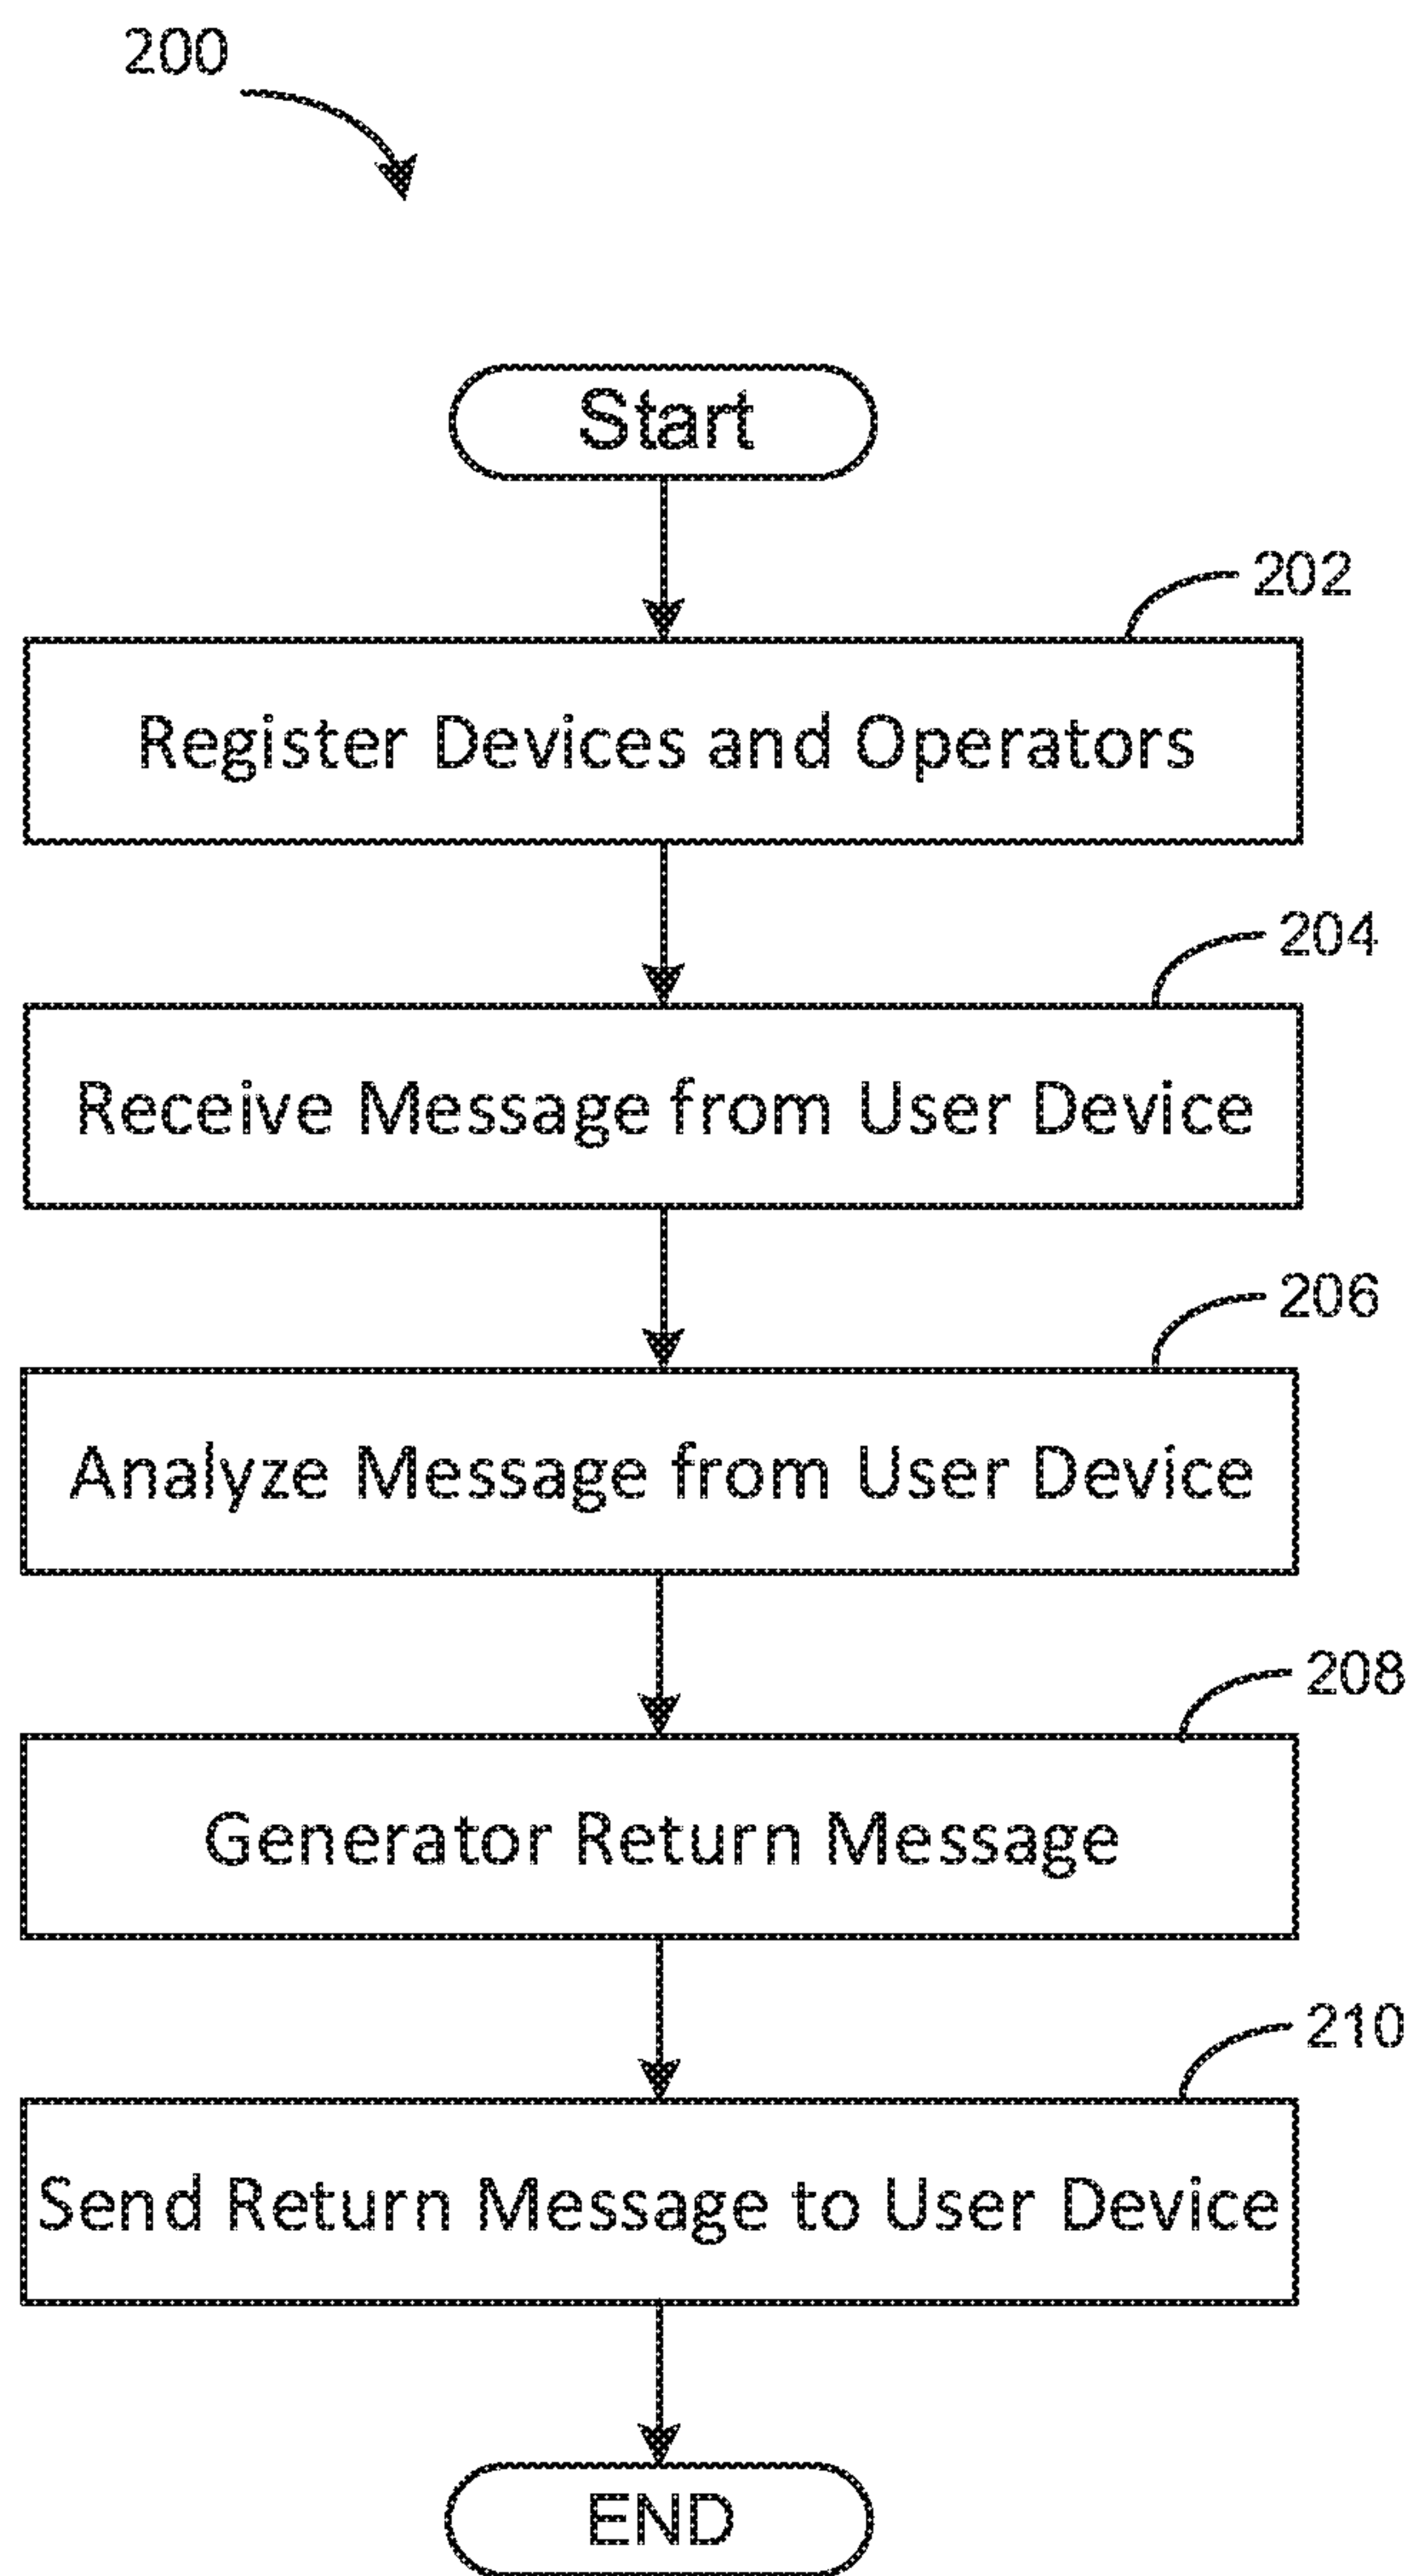 200
Start
202
Register Devices and Operators
204
Receive Message from User Device
206
Analyze Message from User Device
208
Generator Return Message
210
Send Return Message to User Device
END